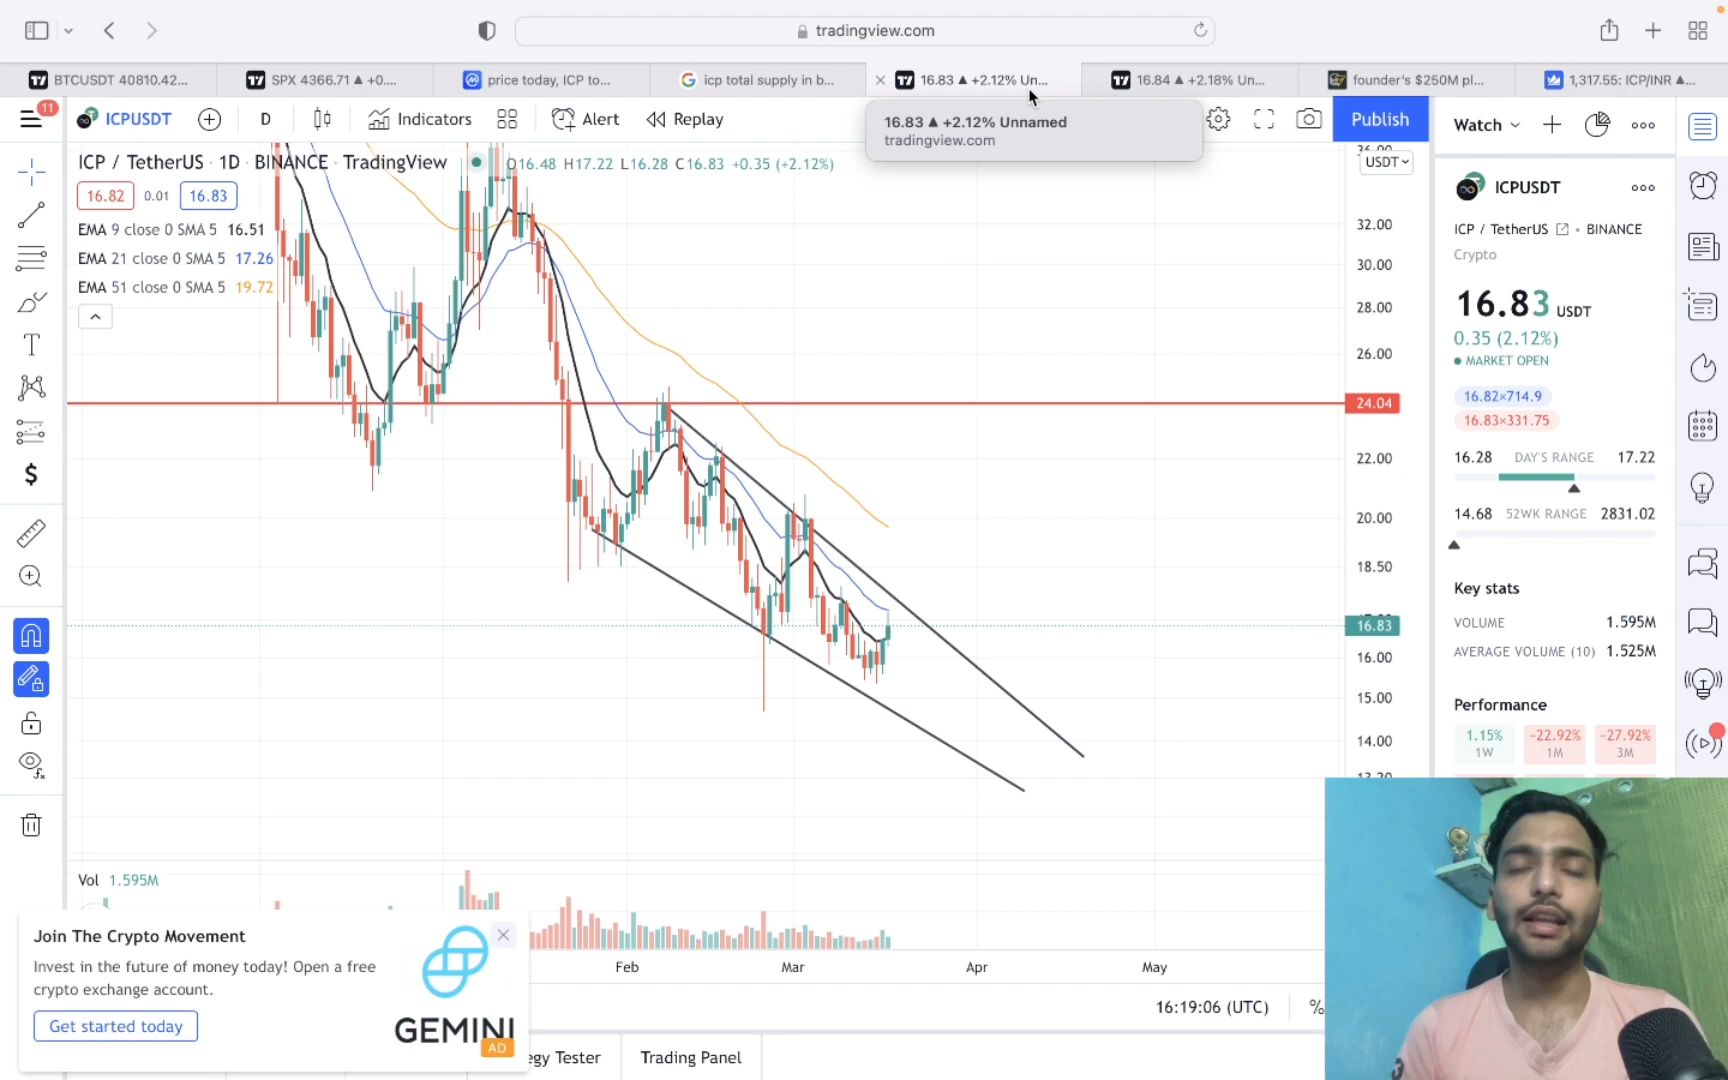 tradingview.com
BTCUSDT 40810.42...
SPX 4366.71 ▲ +0....
price today, ICP to...
icp total supply in b...
16.83 ▲ +2.12% Un...
16.84 ▲ +2.18% Un...
founder's $250M pl...
1,317.55: ICP/INR ▲...
11
ICPUSDT
D
Indicators
Alert
Replay
16.83 ▲ +2.12% Unnamed
tradingview.com
Publish
Watch
ICP / TetherUS · 1D · BINANCE · TradingView
O16.48 H17.22 L16.28 C16.83 +0.35 (+2.12%)
16.82 0.01 16.83
EMA 9 close 0 SMA 5 16.51
EMA 21 close 0 SMA 5 17.26
EMA 51 close 0 SMA 5 19.72
USDT
36.00
32.00
30.00
28.00
26.00
24.04
22.00
20.00
18.50
16.83
16.00
15.00
14.00
13.20
Vol 1.595M
Feb Mar Apr May
16:19:06 (UTC) %
Join The Crypto Movement
Invest in the future of money today! Open a free
crypto exchange account.
Get started today
GEMINI
AD
egy Tester
Trading Panel
ICPUSDT
ICP / TetherUS • BINANCE
Crypto
16.83 USDT
0.35 (2.12%)
• MARKET OPEN
16.82×714.9
16.83×331.75
16.28 DAY'S RANGE 17.22
14.68 52WK RANGE 2831.02
Key stats
VOLUME 1.595M
AVERAGE VOLUME (10) 1.525M
Performance
1.15% -22.92% -27.92%
1W 1M 3M